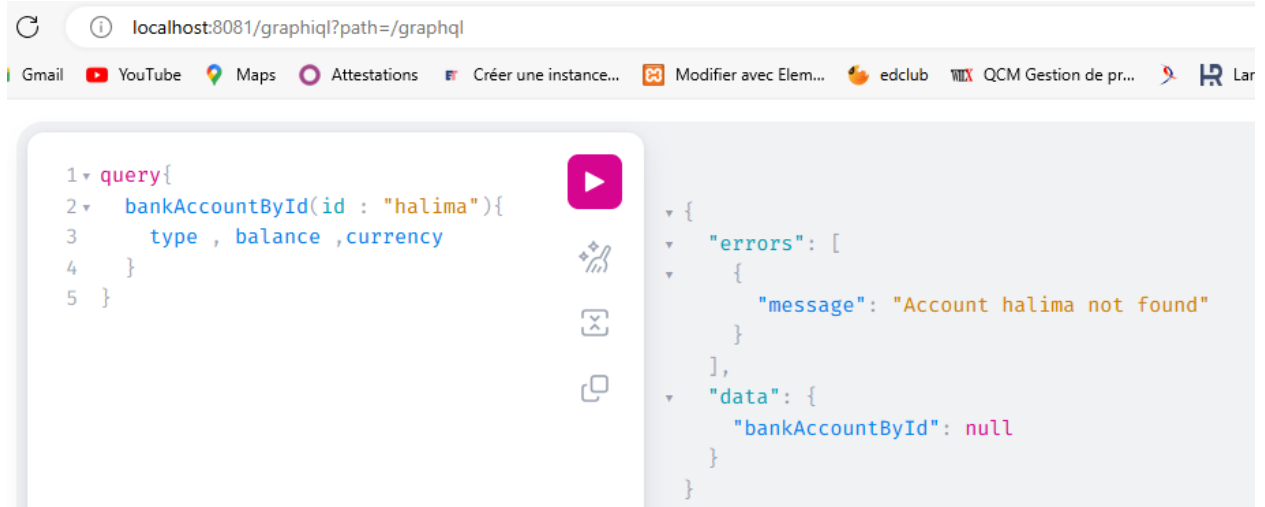 localhost:8081/graphiql?path=/graphql
Gmail YouTube Maps Attestations Créer une instance... Modifier avec Elem... edclub QCM Gestion de pr... Lar
1 query{
2 bankAccountById(id : "halima"){
3 type , balance ,currency
4 }
5 }
{
"errors": [
{
"message": "Account halima not found"
}
],
"data": {
"bankAccountById": null
}
}